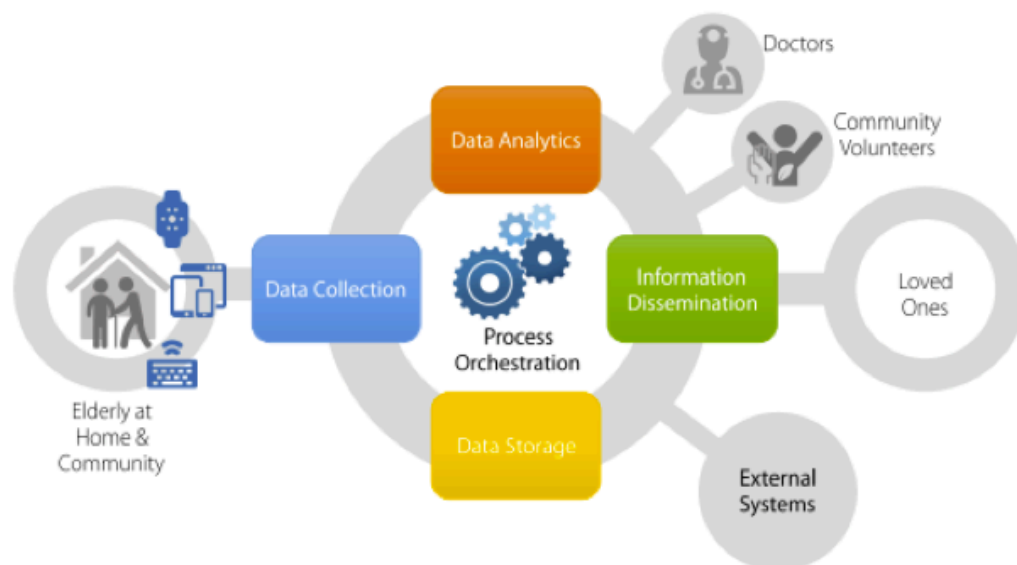 Doctors
Community
Volunteers
Data Analytics
Data Collection
Information
Dissemination
Loved
Ones
Process
Orchestration
Elderly at
Home &
Community
Data Storage
External
Systems